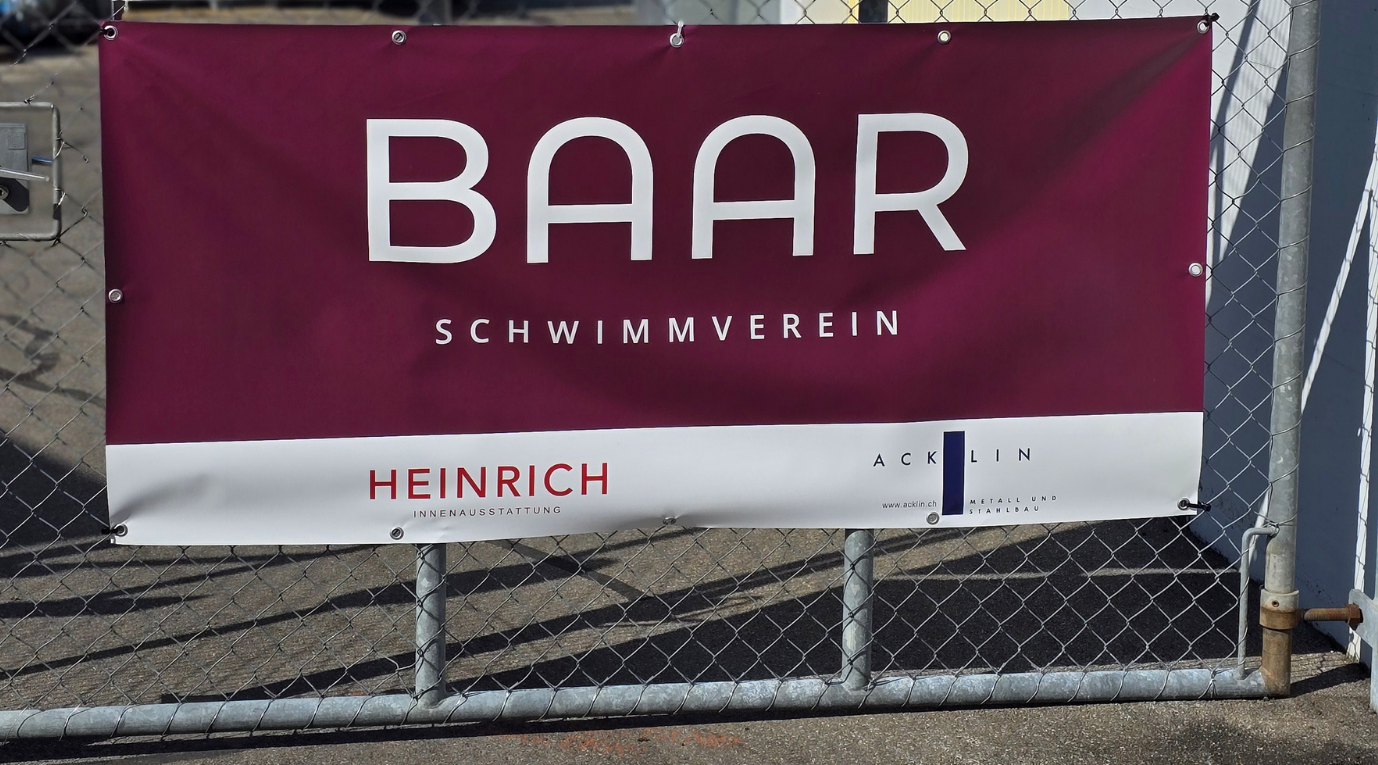 BAAR
SCHWIMMVEREIN
HEINRICH
INNENAUSSTATTUNG
ACKLIN
www.acklin.ch
METALL UND
STAHLBAU